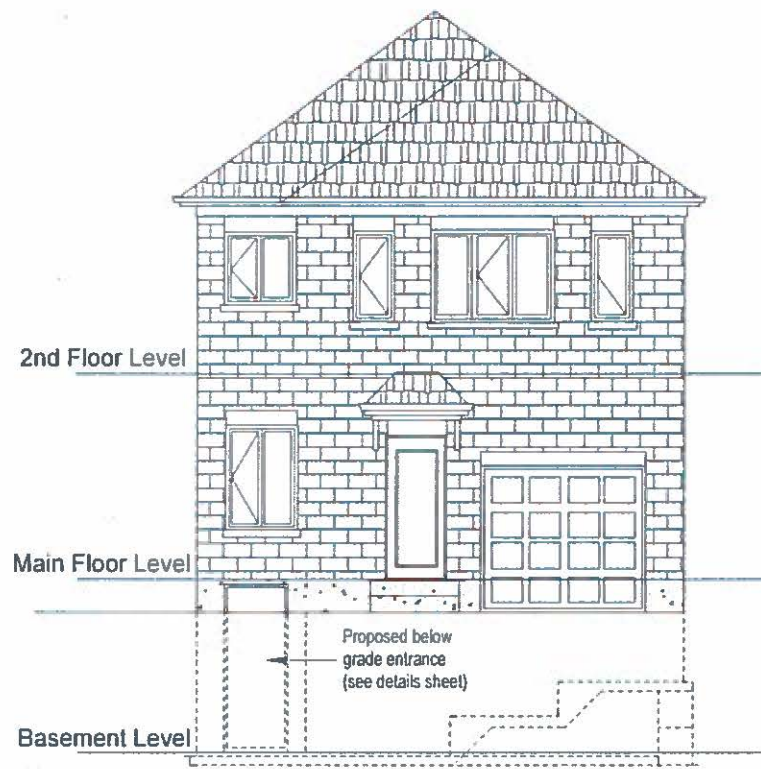 2nd Floor Level
Main Floor Level
Proposed below
grade entrance
(see details sheet)
Basement Level